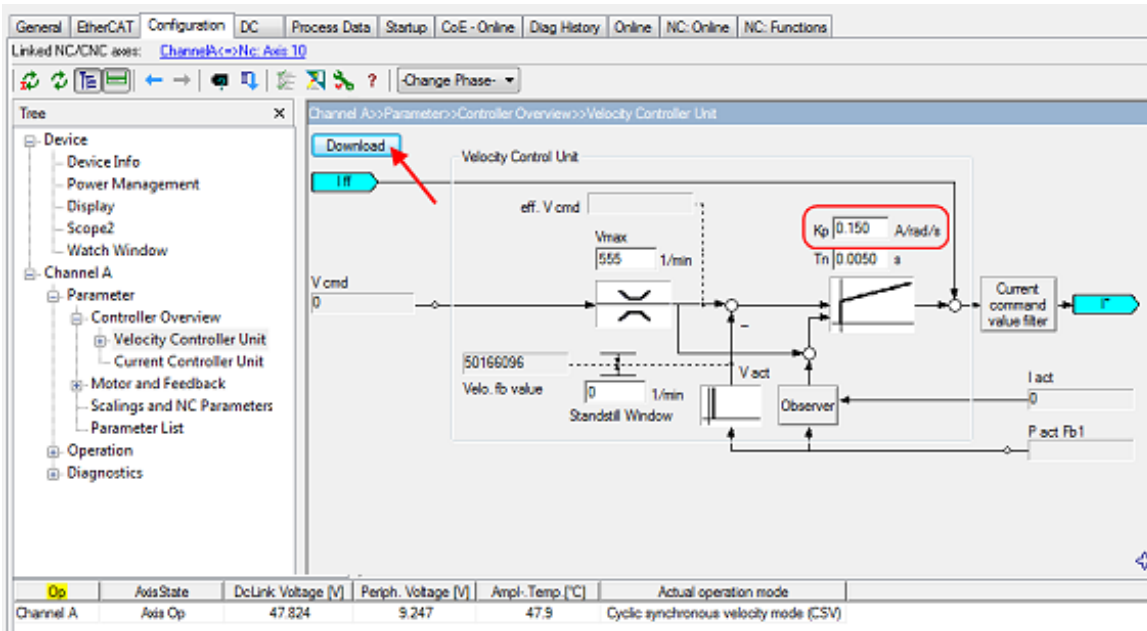 General EtherCAT Configuration DC Process Data Startup CoE - Online Diag History Online NC: Online NC: Functions
Linked NC/CNC axes: ChannelA<=>Nc: Axis 10
? -Change Phase-
Tree ×
Device
Device Info
Power Management
Display
Scope2
Watch Window
Channel A
Parameter
Controller Overview
Velocity Controller Unit
Current Controller Unit
Motor and Feedback
Scalings and NC Parameters
Parameter List
Operation
Diagnostics
Channel A>>Parameter>>Controller Overview>>Velocity Controller Unit
Download
Velocity Control Unit
I ff
eff. V cmd
Kp 0.150 A/rad/s
Vmax
555 1/min
Tn 0.0050 s
V cmd
0
Current
command
value filter
50166096
Velo. fb value
0 1/min
Standstill Window
V act
Observer
I act
0
P act Fb1
Op AxisState DcLink Voltage [V] Periph. Voltage [V] Ampl-.Temp.[°C] Actual operation mode
Channel A Axis Op 47.824 9.247 47.9 Cyclic synchronous velocity mode (CSV)